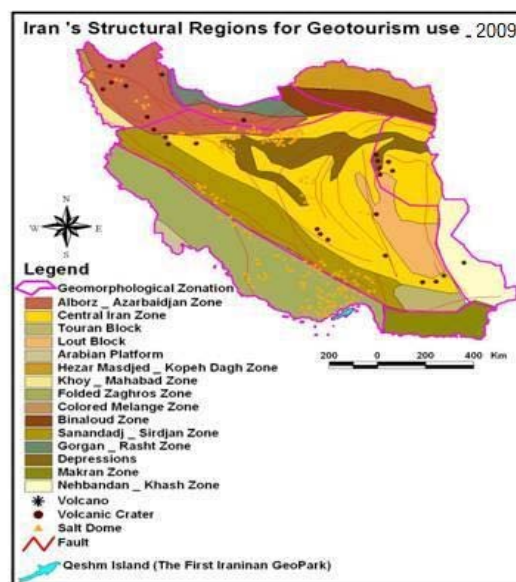 Iran 's Structural Regions for Geotourism use _ 2009
N
W E
S
Legend
Geomorphological Zonation
Alborz _ Azarbaidjan Zone
Central Iran Zone
Touran Block
Lout Block
Arabian Platform
Hezar Masdjed _ Kopeh Dagh Zone
Khoy _ Mahabad Zone
Folded Zaghros Zone
Colored Melange Zone
Binaloud Zone
Sanandadj _ Sirdjan Zone
Gorgan _ Rasht Zone
Depressions
Makran Zone
Nehbandan _ Khash Zone
Volcano
Volcanic Crater
Salt Dome
Fault
Qeshm Island (The First Iraninan GeoPark)
200 0 200 400 Km